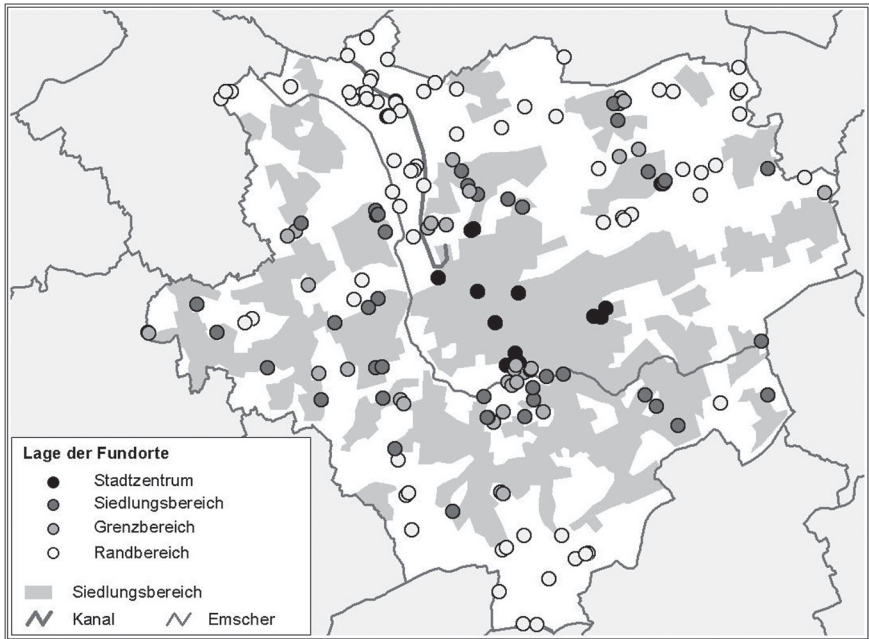 Lage der Fundorte
Stadtzentrum
Siedlungsbereich
Grenzbereich
Randbereich
Siedlungsbereich
Kanal Emscher